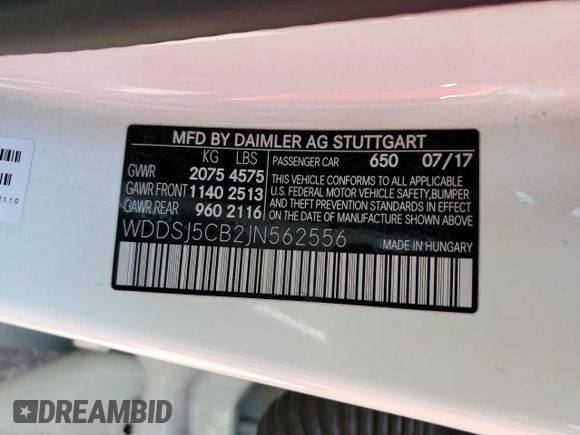 MFD BY DAIMLER AG STUTTGART
KG LBS
GVWR 2075 4575
GAWR FRONT 1140 2513
GAWR.REAR 960 2116
PASSENGER CAR 650 07/17
THIS VEHICLE CONFORMS TO ALL APPLICABLE
U.S. FEDERAL MOTOR VEHICLE SAFETY,BUMPER,
AND THEFT PREVENTION STANDARDS IN EFFECT
ON THE DATE OF MANUFACTURE SHOWN ABOVE.
WDDSJ5CB2JN562556
MADE IN HUNGARY
DREAMBID